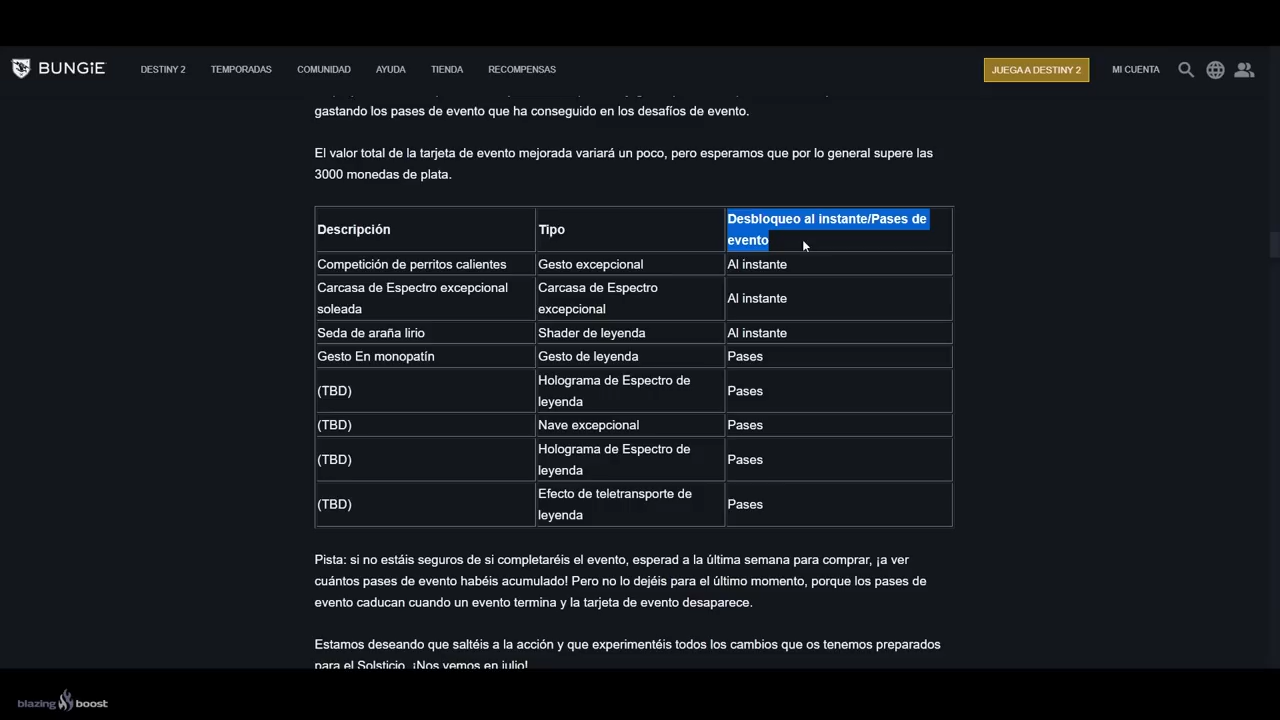 BUNGiE DESTINY 2 TEMPORADAS COMUNIDAD AYUDA TIENDA RECOMPENSAS JUEGA A DESTINY 2 MI CUENTA
gastando los pases de evento que ha conseguido en los desafíos de evento.
El valor total de la tarjeta de evento mejorada variará un poco, pero esperamos que por lo general supere las
3000 monedas de plata.
Descripción Tipo Desbloqueo al instante/Pases de
evento
Competición de perritos calientes Gesto excepcional Al instante
Carcasa de Espectro excepcional Carcasa de Espectro Al instante
soleada excepcional
Seda de araña lirio Shader de leyenda Al instante
Gesto En monopatín Gesto de leyenda Pases
(TBD) Holograma de Espectro de Pases
leyenda
(TBD) Nave excepcional Pases
(TBD) Holograma de Espectro de Pases
leyenda
(TBD) Efecto de teletransporte de Pases
leyenda
Pista: si no estáis seguros de si completaréis el evento, esperad a la última semana para comprar, ¡a ver
cuántos pases de evento habéis acumulado! Pero no lo dejéis para el último momento, porque los pases de
evento caducan cuando un evento termina y la tarjeta de evento desaparece.
Estamos deseando que saltéis a la acción y que experimentéis todos los cambios que os tenemos preparados
para el Solsticio. ¡Nos vemos en julio!
blazing boost